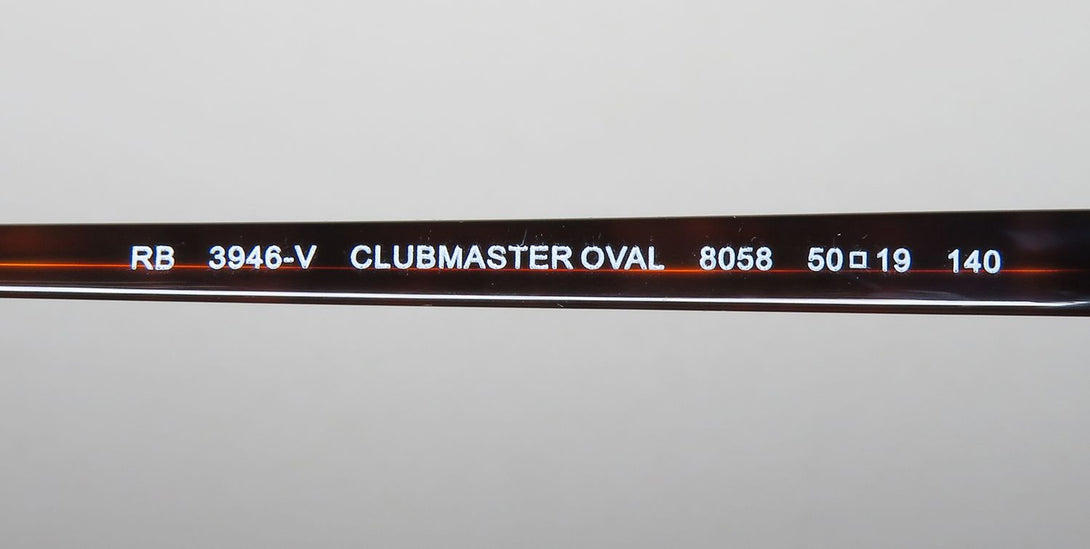 RB 3946-V CLUBMASTER OVAL 8058 50□19 140